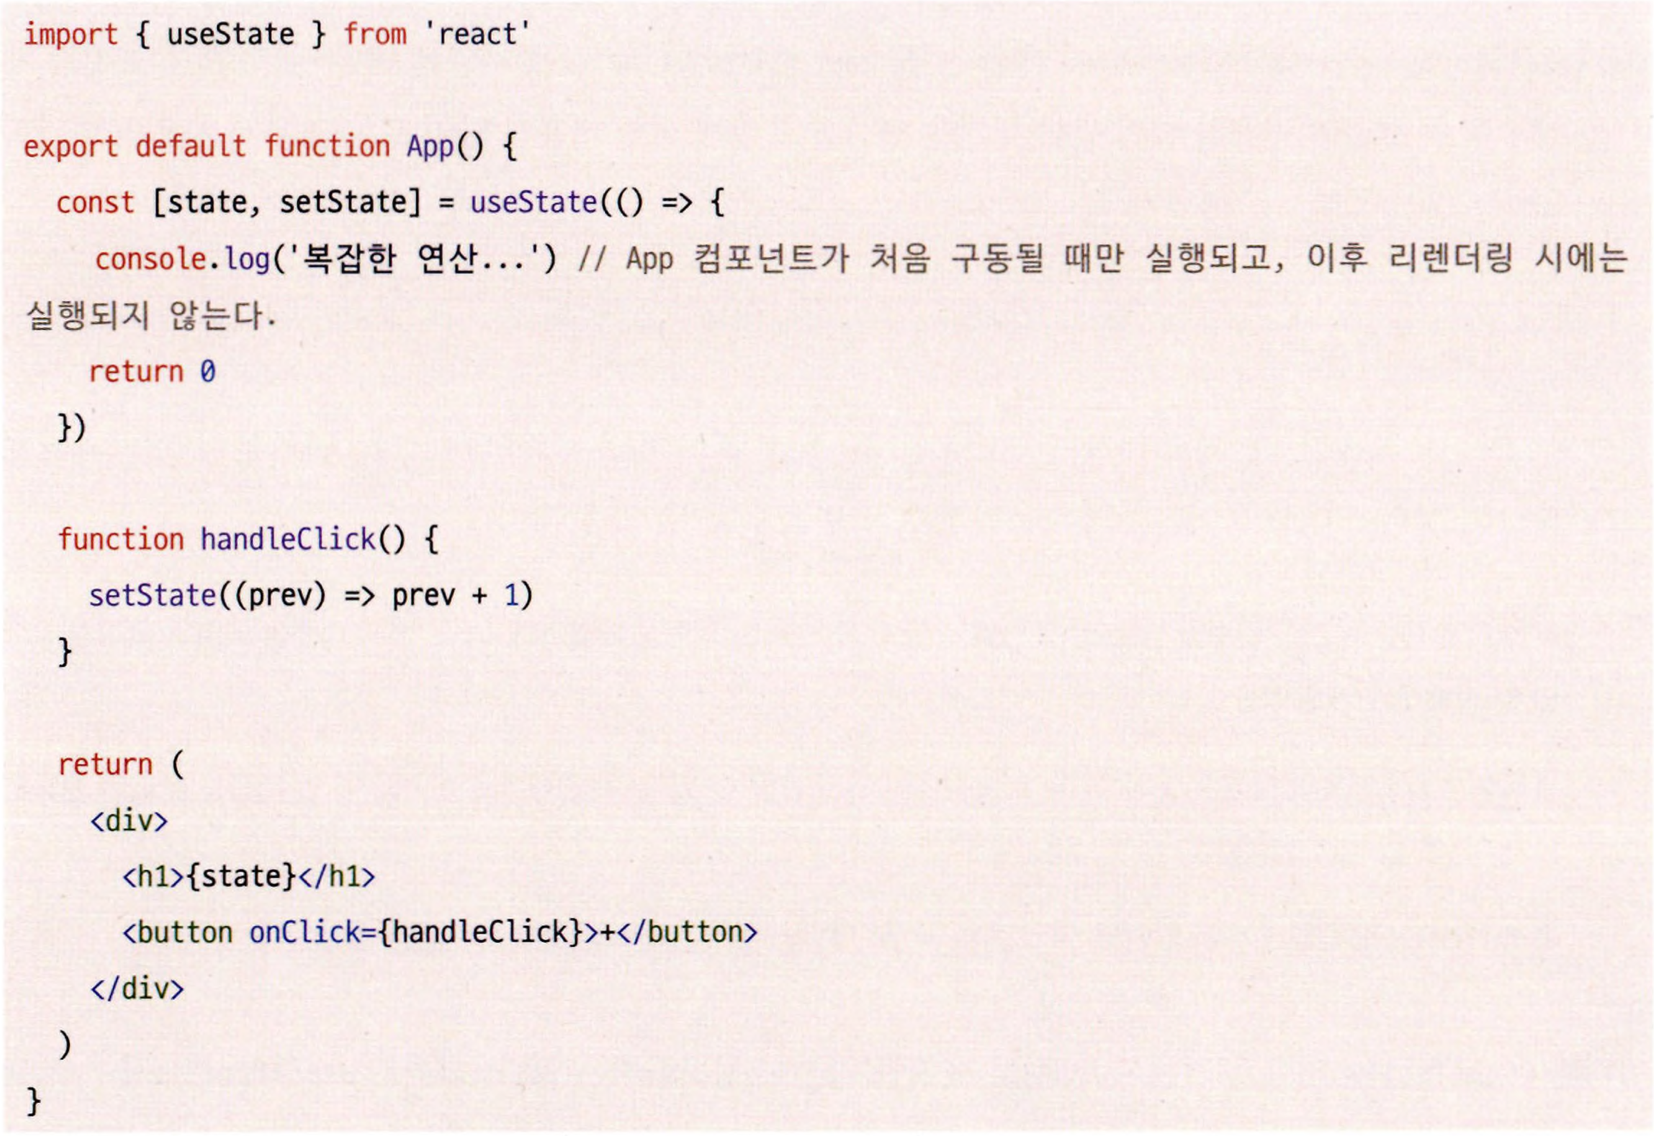 import { useState } from 'react'
export default function App() {
const [state, setState] = useState(() => {
console.log('복잡한 연산...') // App 컴포넌트가 처음 구동될 때만 실행되고, 이후 리렌더링 시에는
실행되지 않는다.
return 0
})
function handleClick() {
setState((prev) => prev + 1)
}
return (
<div>
<h1>{state}</h1>
<button onClick={handleClick}>+</button>
</div>
)
}